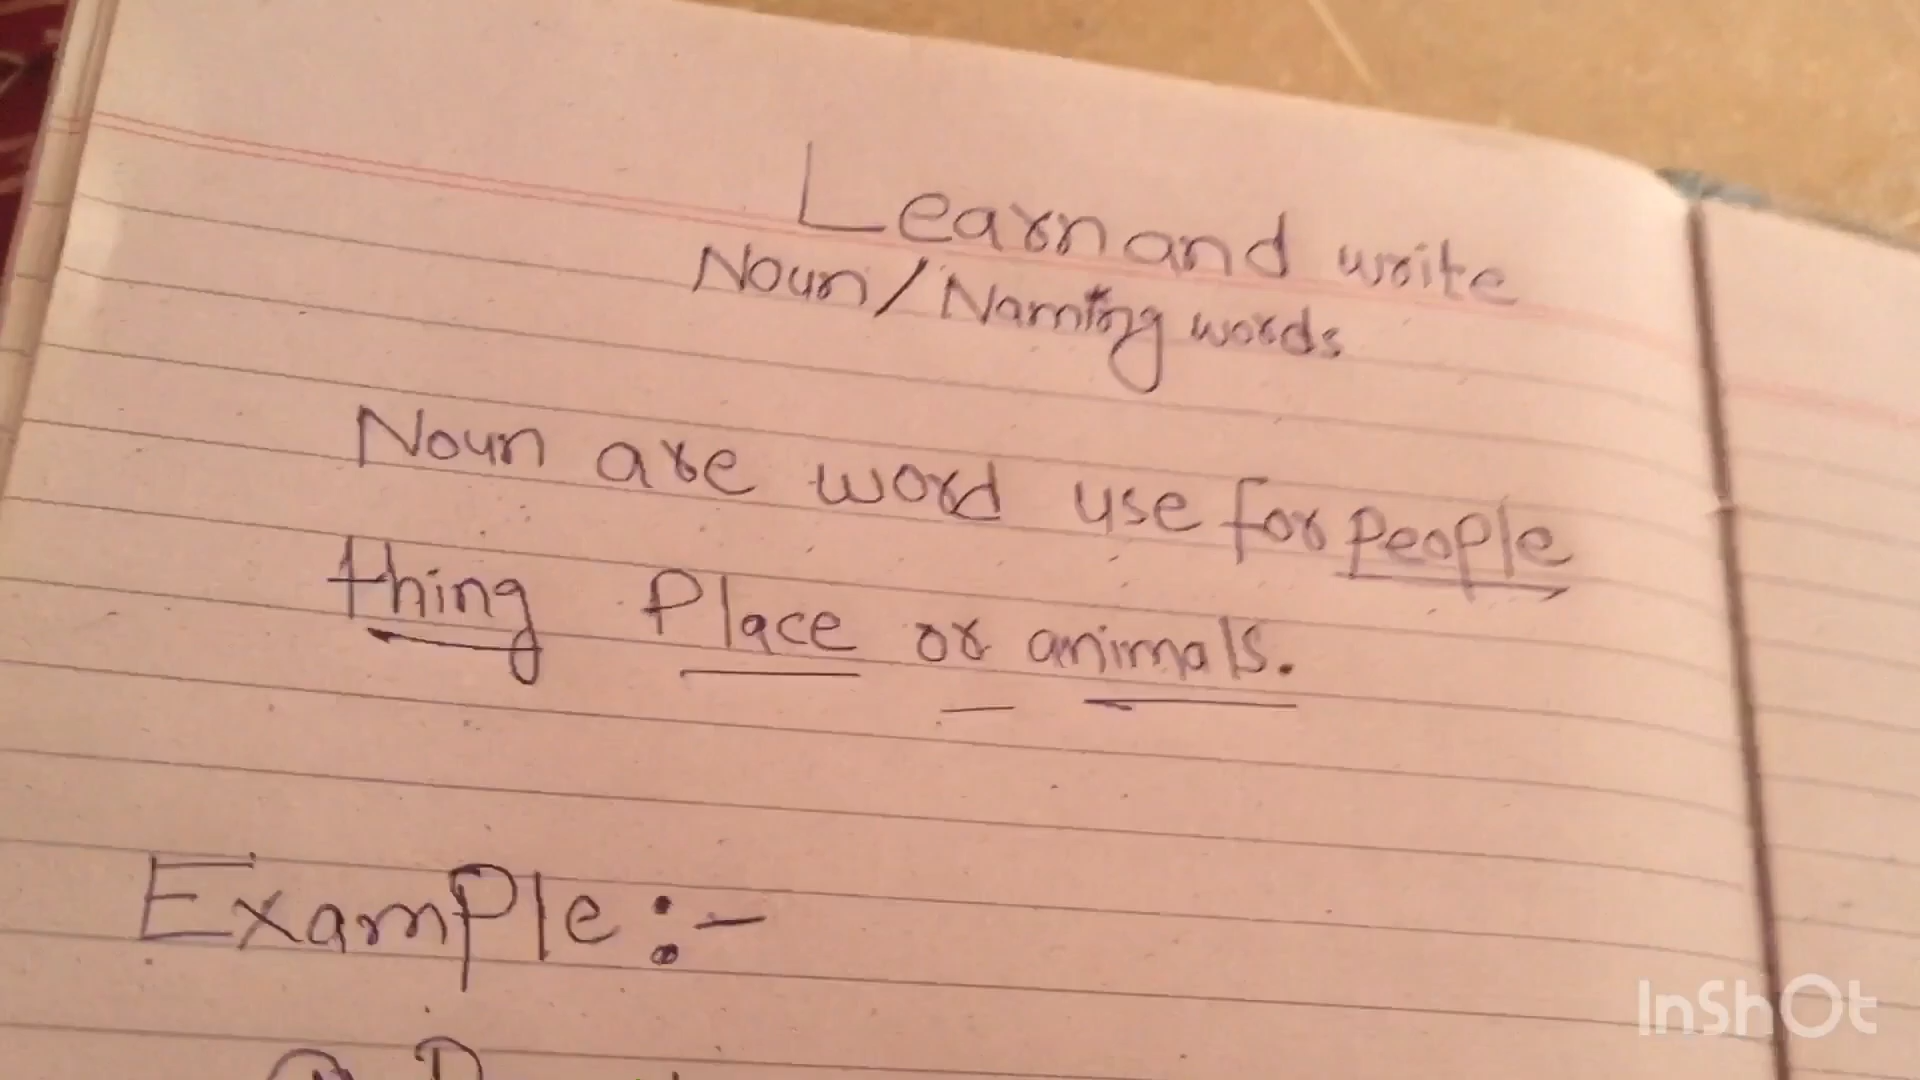 Learn and write
Noun / Naming words
Noun are word use for people
thing Place or animals.
Example :-
InShOt